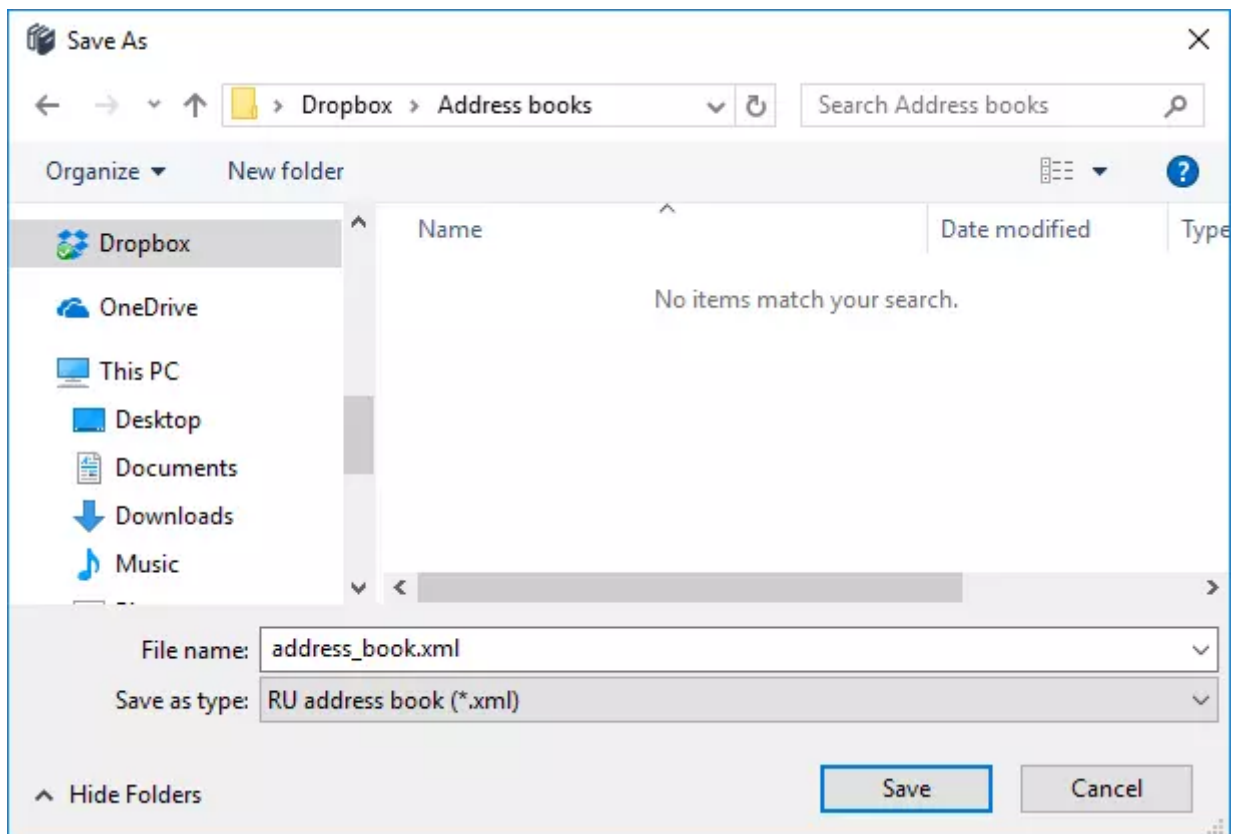 Save As
Dropbox > Address books
Search Address books
Organize
New folder
?
Name
Date modified
Type
Dropbox
No items match your search.
OneDrive
This PC
Desktop
Documents
Downloads
Music
File name: address_book.xml
Save as type: RU address book (*.xml)
Hide Folders
Save
Cancel